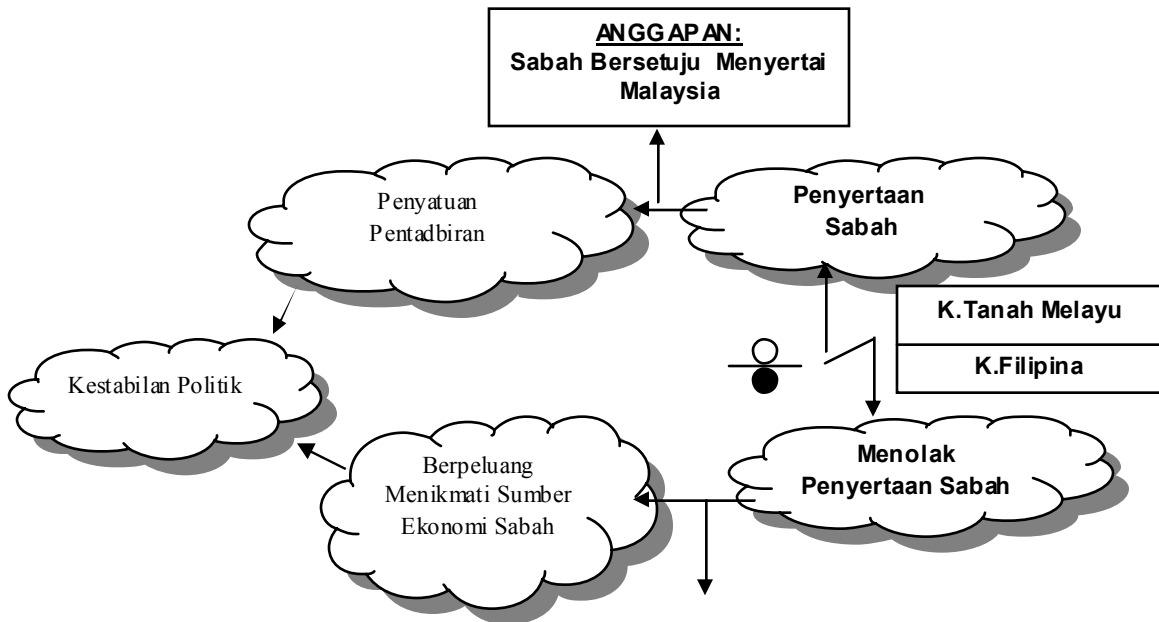 ANGGAPAN:
Sabah Bersetuju Menyertai
Malaysia
Penyatuan
Pentadbiran
Penyertaan
Sabah
K.Tanah Melayu
K.Filipina
Kestabilan Politik
Berpeluang
Menikmati Sumber
Ekonomi Sabah
Menolak
Penyertaan Sabah